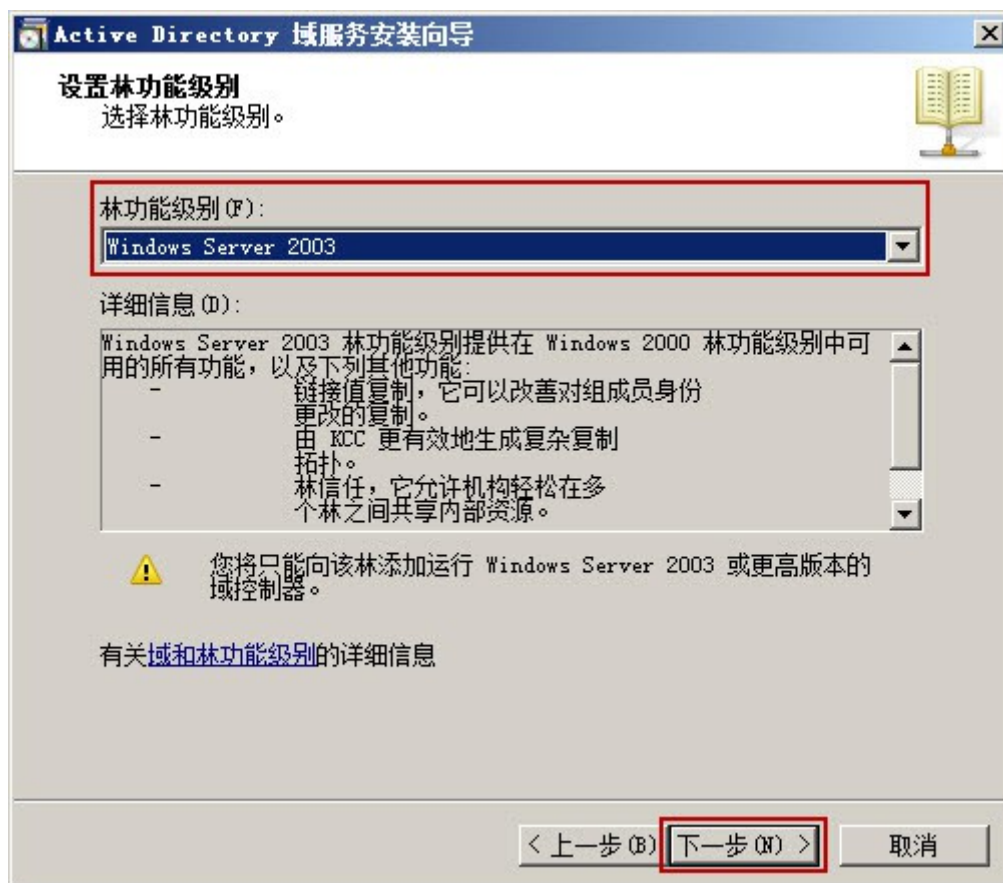 Active Directory 域服务安装向导
设置林功能级别
选择林功能级别。
林功能级别(F):
Windows Server 2003
详细信息(D):
Windows Server 2003 林功能级别提供在 Windows 2000 林功能级别中可
用的所有功能，以及下列其他功能:
- 链接值复制，它可以改善对组成员身份
更改的复制。
- 由 KCC 更有效地生成复杂复制
拓扑。
- 林信任，它允许机构轻松在多
个林之间共享内部资源。
您将只能向该林添加运行 Windows Server 2003 或更高版本的
域控制器。
有关域和林功能级别的详细信息
< 上一步(B) 下一步(N) > 取消